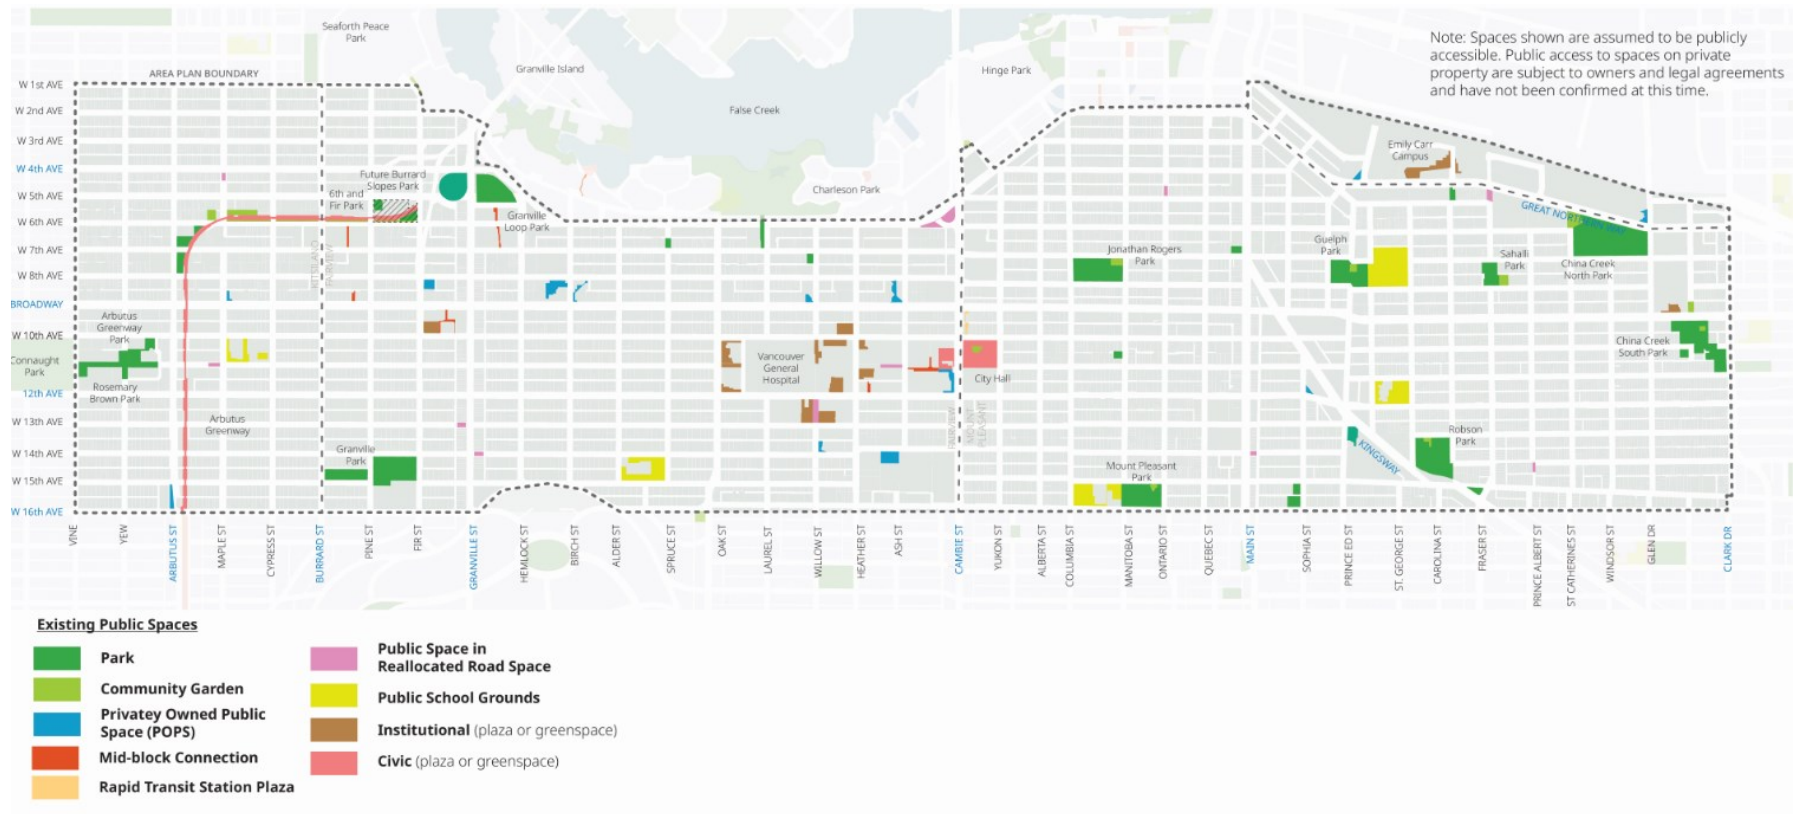 Note: Spaces shown are assumed to be publicly
accessible. Public access to spaces on private
property are subject to owners and legal agreements
and have not been confirmed at this time.
Seaforth Peace
Park
AREA PLAN BOUNDARY
Granville Island
False Creek
Hinge Park
Charleson Park
Emily Carr
Campus
W 1st AVE
W 2nd AVE
W 3rd AVE
W 4th AVE
W 5th AVE
W 6th AVE
W 7th AVE
W 8th AVE
BROADWAY
W 10th AVE
12th AVE
W 13th AVE
W 14th AVE
W 15th AVE
W 16th AVE
Future Burrard
Slopes Park
6th and
Fir Park
Granville
Loop Park
KITSILANO
FAIRVIEW
Jonathan Rogers
Park
Guelph
Park
GREAT NORTHERN WAY
Sahalli
Park
China Creek
North Park
Arbutus
Greenway
Park
Connaught
Park
Rosemary
Brown Park
Vancouver
General
Hospital
City Hall
China Creek
South Park
Arbutus
Greenway
FAIRVIEW
MOUNT
PLEASANT
Granville
Park
Mount Pleasant
Park
KINGSWAY
Robson
Park
VINE
YEW
ARBUTUS ST
MAPLE ST
CYPRESS ST
BURRARD ST
PINE ST
FIR ST
GRANVILLE ST
HEMLOCK ST
BIRCH ST
ALDER ST
SPRUCE ST
OAK ST
LAUREL ST
WILLOW ST
HEATHER ST
ASH ST
CAMBIE ST
YUKON ST
ALBERTA ST
COLUMBIA ST
MANITOBA ST
ONTARIO ST
QUEBEC ST
MAIN ST
SOPHIA ST
PRINCE ED ST
ST. GEORGE ST
CAROLINA ST
FRASER ST
PRINCE ALBERT ST
ST CATHERINES ST
WINDSOR ST
GLEN DR
CLARK DR
Existing Public Spaces
Park
Community Garden
Privatey Owned Public
Space (POPS)
Mid-block Connection
Rapid Transit Station Plaza
Public Space in
Reallocated Road Space
Public School Grounds
Institutional (plaza or greenspace)
Civic (plaza or greenspace)